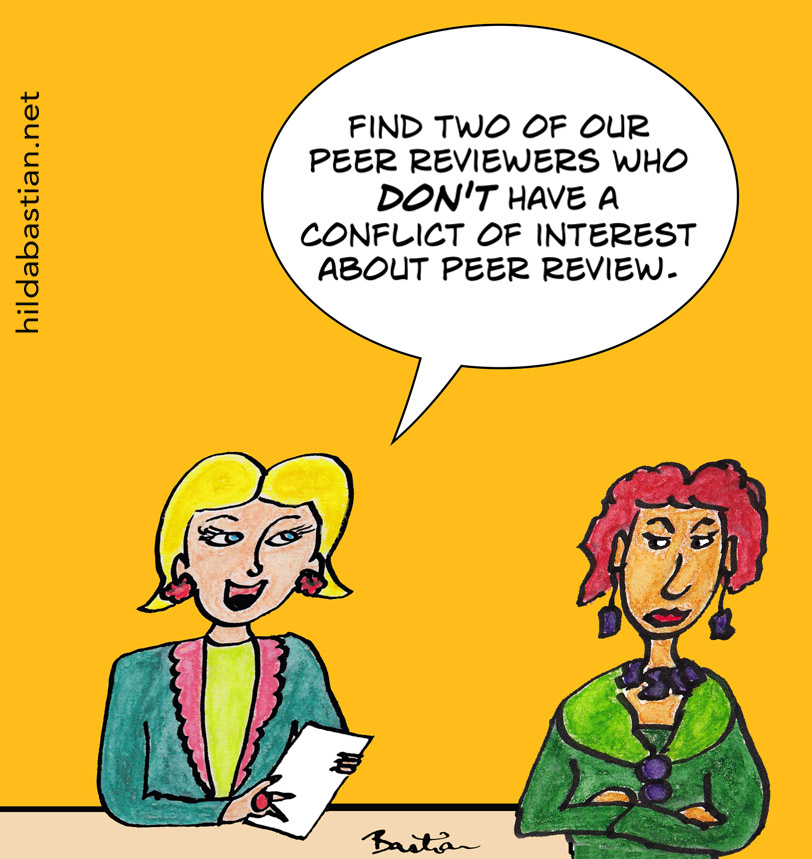 hildabastian.net
FIND TWO OF OUR
PEER REVIEWERS WHO
DON'T HAVE A
CONFLICT OF INTEREST
ABOUT PEER REVIEW.
Bastian